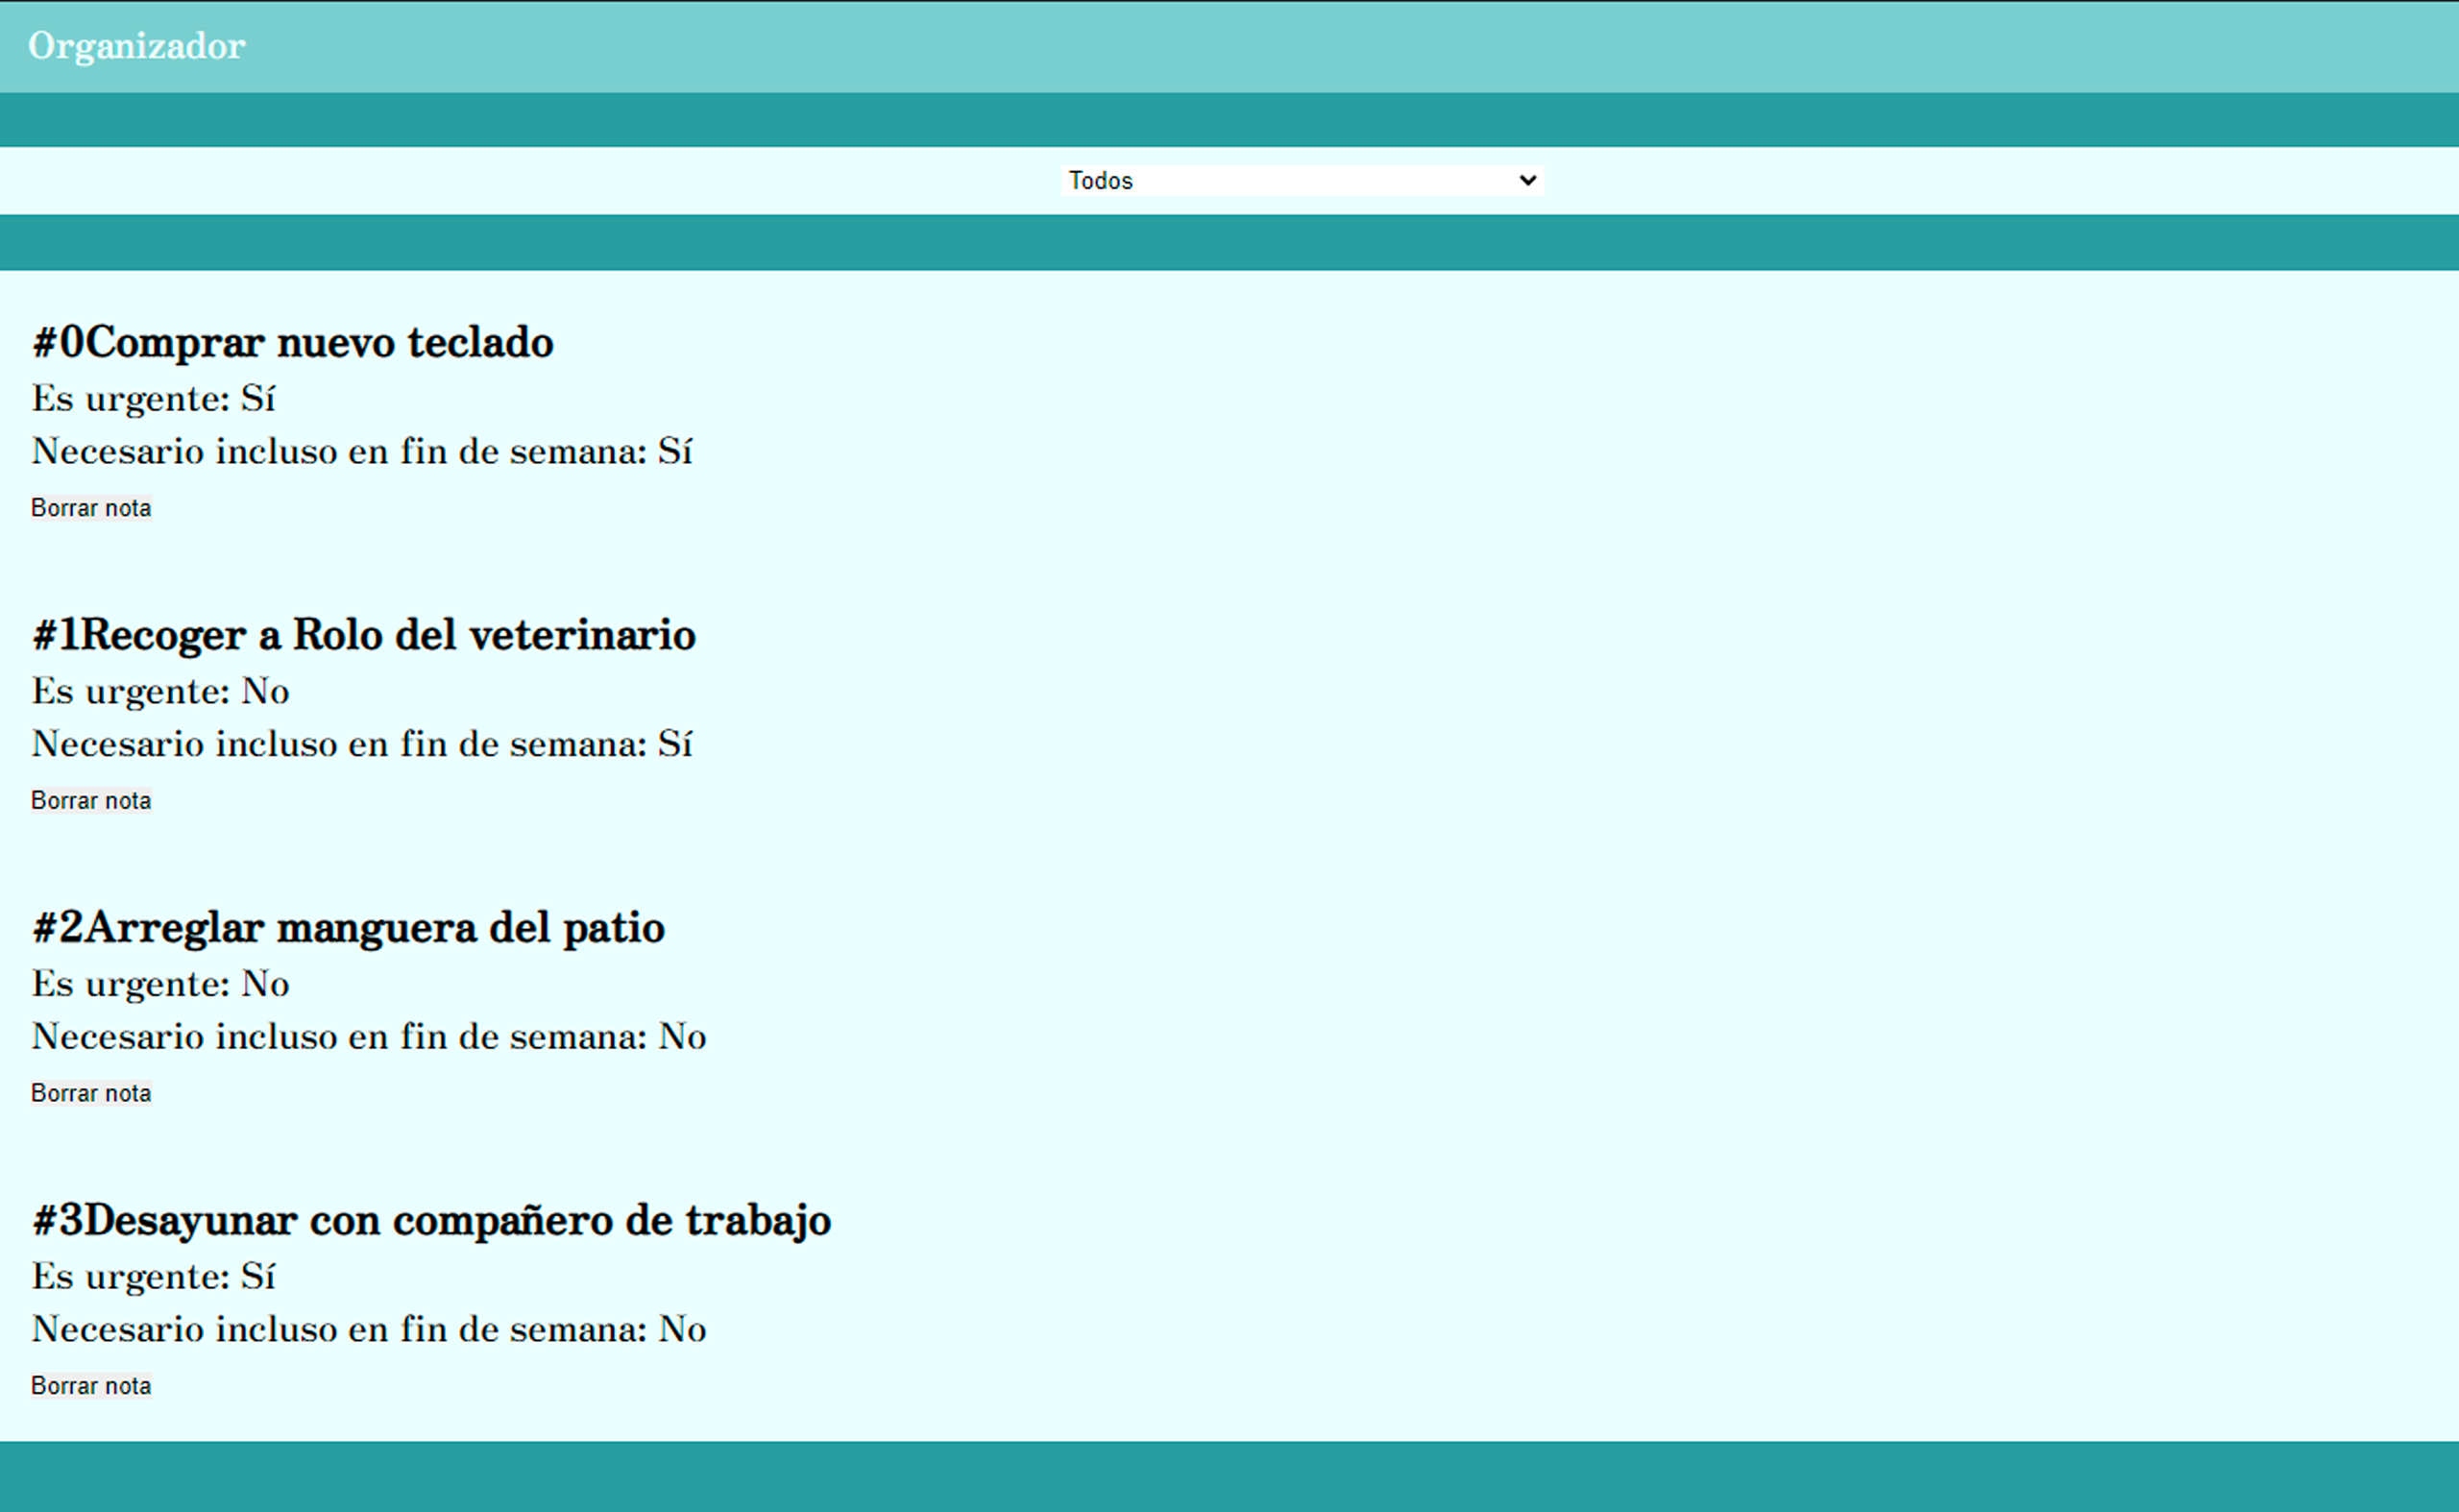 Organizador
Todos
#0Comprar nuevo teclado
Es urgente: Sí
Necesario incluso en fin de semana: Sí
Borrar nota
#1Recoger a Rolo del veterinario
Es urgente: No
Necesario incluso en fin de semana: Sí
Borrar nota
#2Arreglar manguera del patio
Es urgente: No
Necesario incluso en fin de semana: No
Borrar nota
#3Desayunar con compañero de trabajo
Es urgente: Sí
Necesario incluso en fin de semana: No
Borrar nota